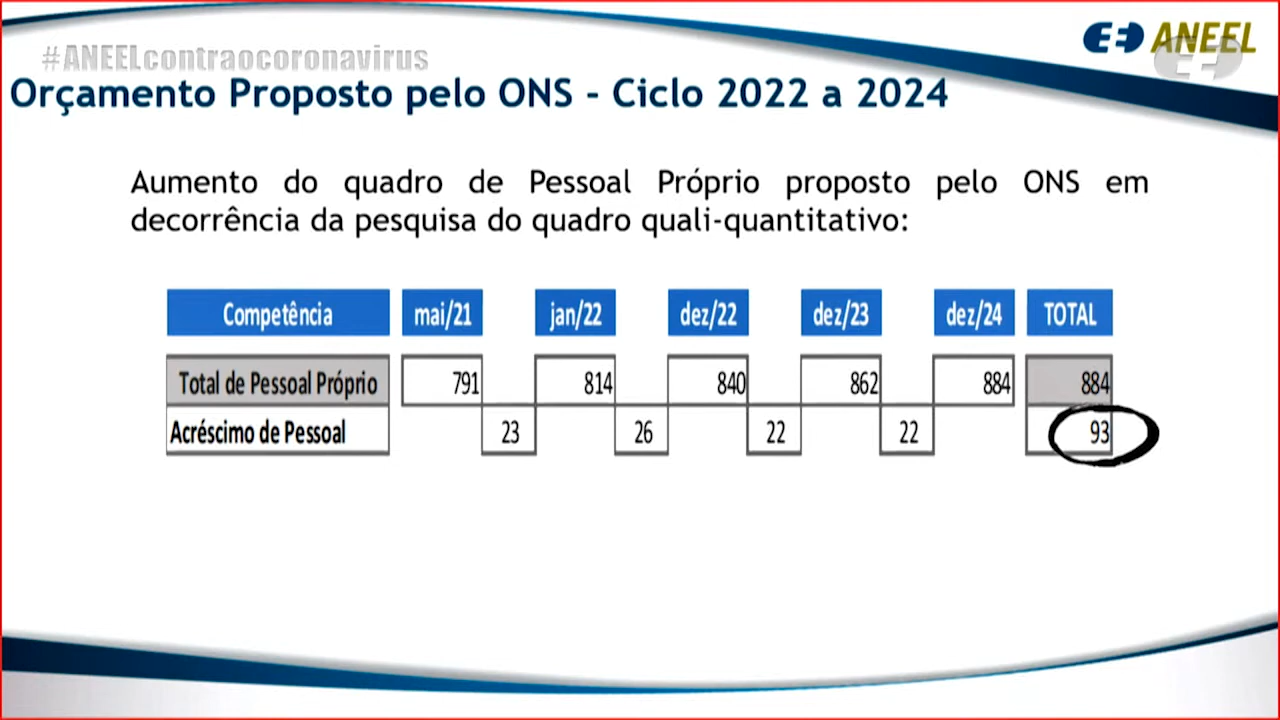 #ANEELcontraocoronavirus
ANEEL
Orçamento Proposto pelo ONS - Ciclo 2022 a 2024
Aumento do quadro de Pessoal Próprio proposto pelo ONS em
decorrência da pesquisa do quadro quali-quantitativo:
Competência mai/21 jan/22 dez/22 dez/23 dez/24 TOTAL
Total de Pessoal Próprio 791 814 840 862 884 884
Acréscimo de Pessoal 23 26 22 22 93